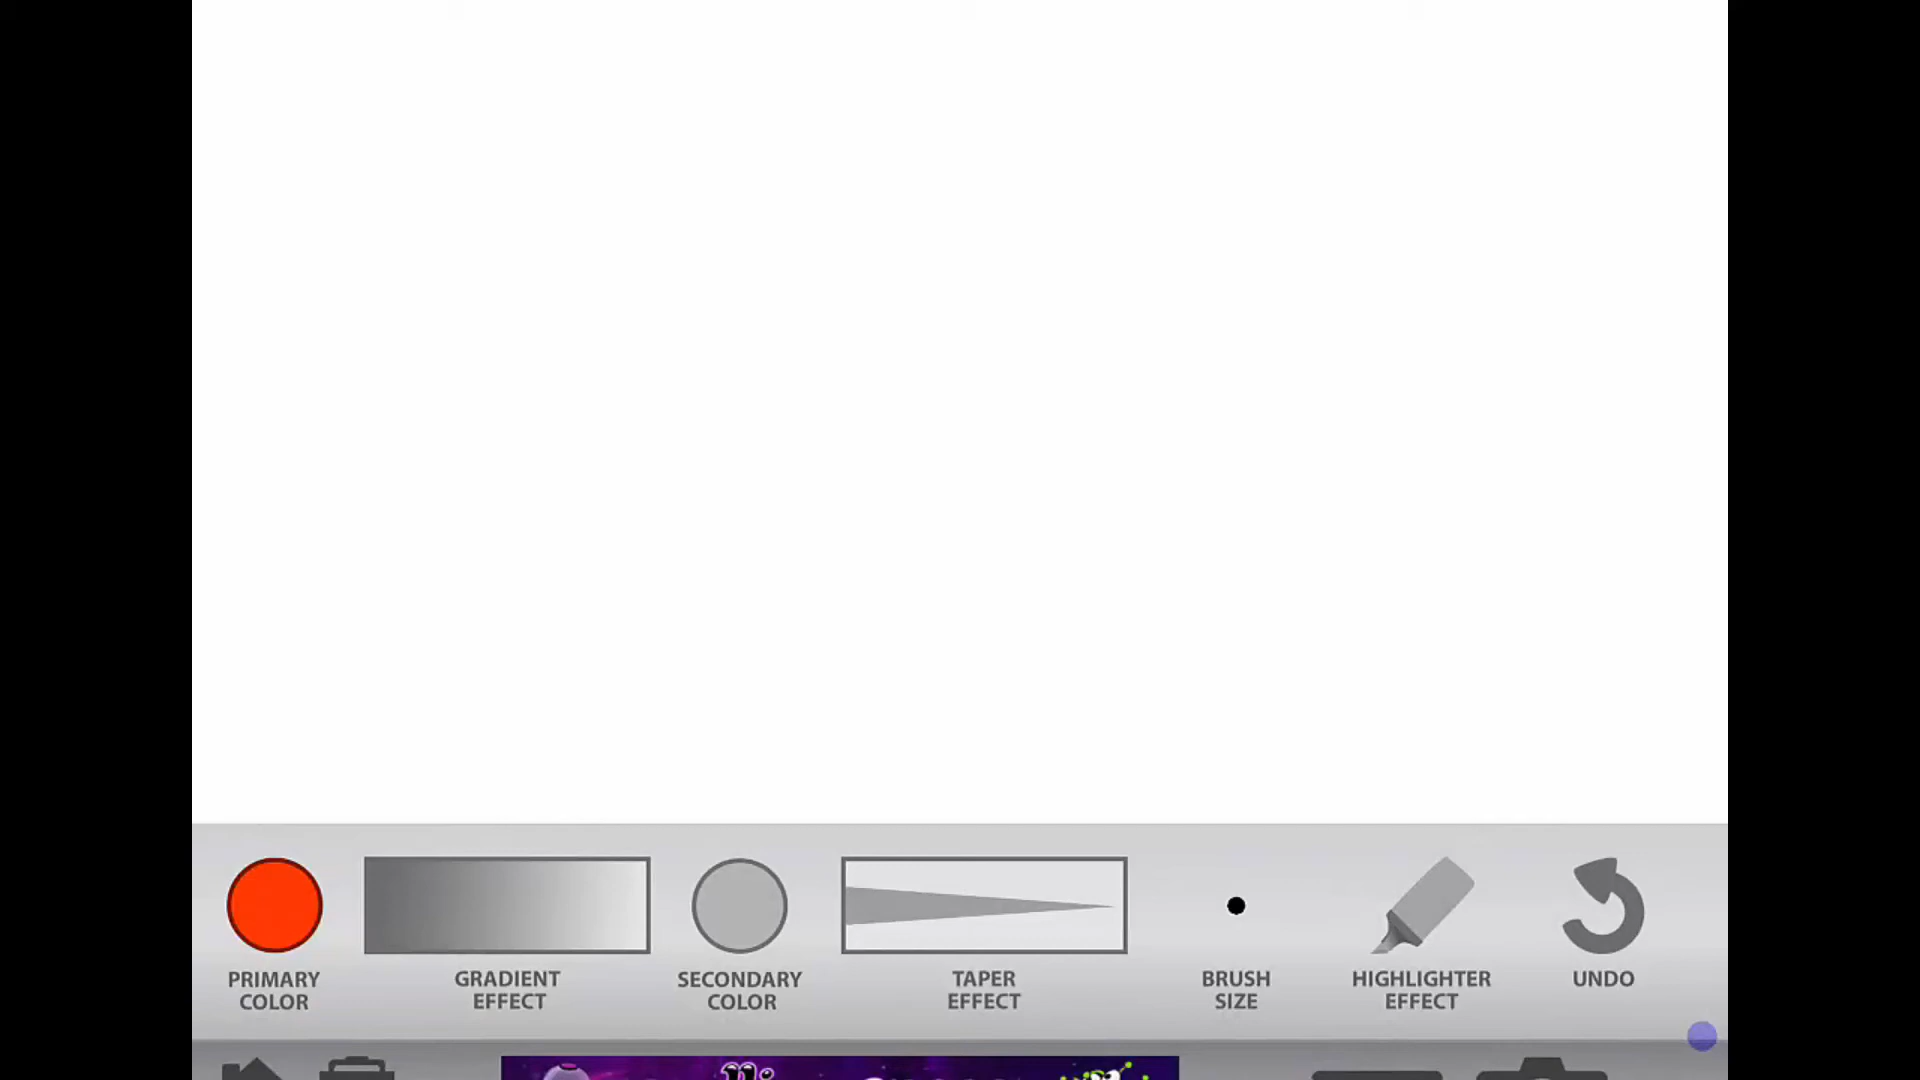 PRIMARY
COLOR
GRADIENT
EFFECT
SECONDARY
COLOR
TAPER
EFFECT
BRUSH
SIZE
HIGHLIGHTER
EFFECT
UNDO